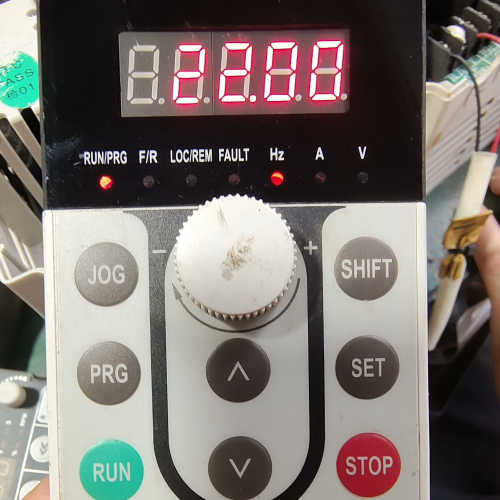 22.00
RUN/PRG F/R LOC/REM FAULT Hz A V
- +
JOG SHIFT
PRG SET
RUN STOP